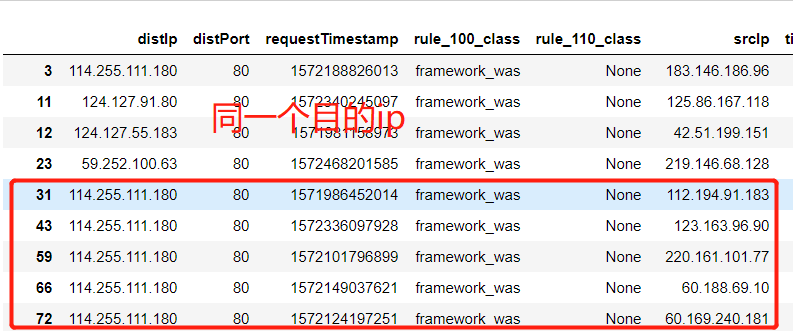 distIp distPort requestTimestamp rule_100_class rule_110_class srcIp ti
3 114.255.111.180 80 1572188826013 framework_was None 183.146.186.96
11 124.127.91.80 80 1572340245097 framework_was None 125.86.167.118
同一个目的ip
12 124.127.55.183 80 1571981158973 framework_was None 42.51.199.151
23 59.252.100.63 80 1572468201585 framework_was None 219.146.68.128
31 114.255.111.180 80 1571986452014 framework_was None 112.194.91.183
43 114.255.111.180 80 1572336097928 framework_was None 123.163.96.90
59 114.255.111.180 80 1572101796899 framework_was None 220.161.101.77
66 114.255.111.180 80 1572149037621 framework_was None 60.188.69.10
72 114.255.111.180 80 1572124197251 framework_was None 60.169.240.181